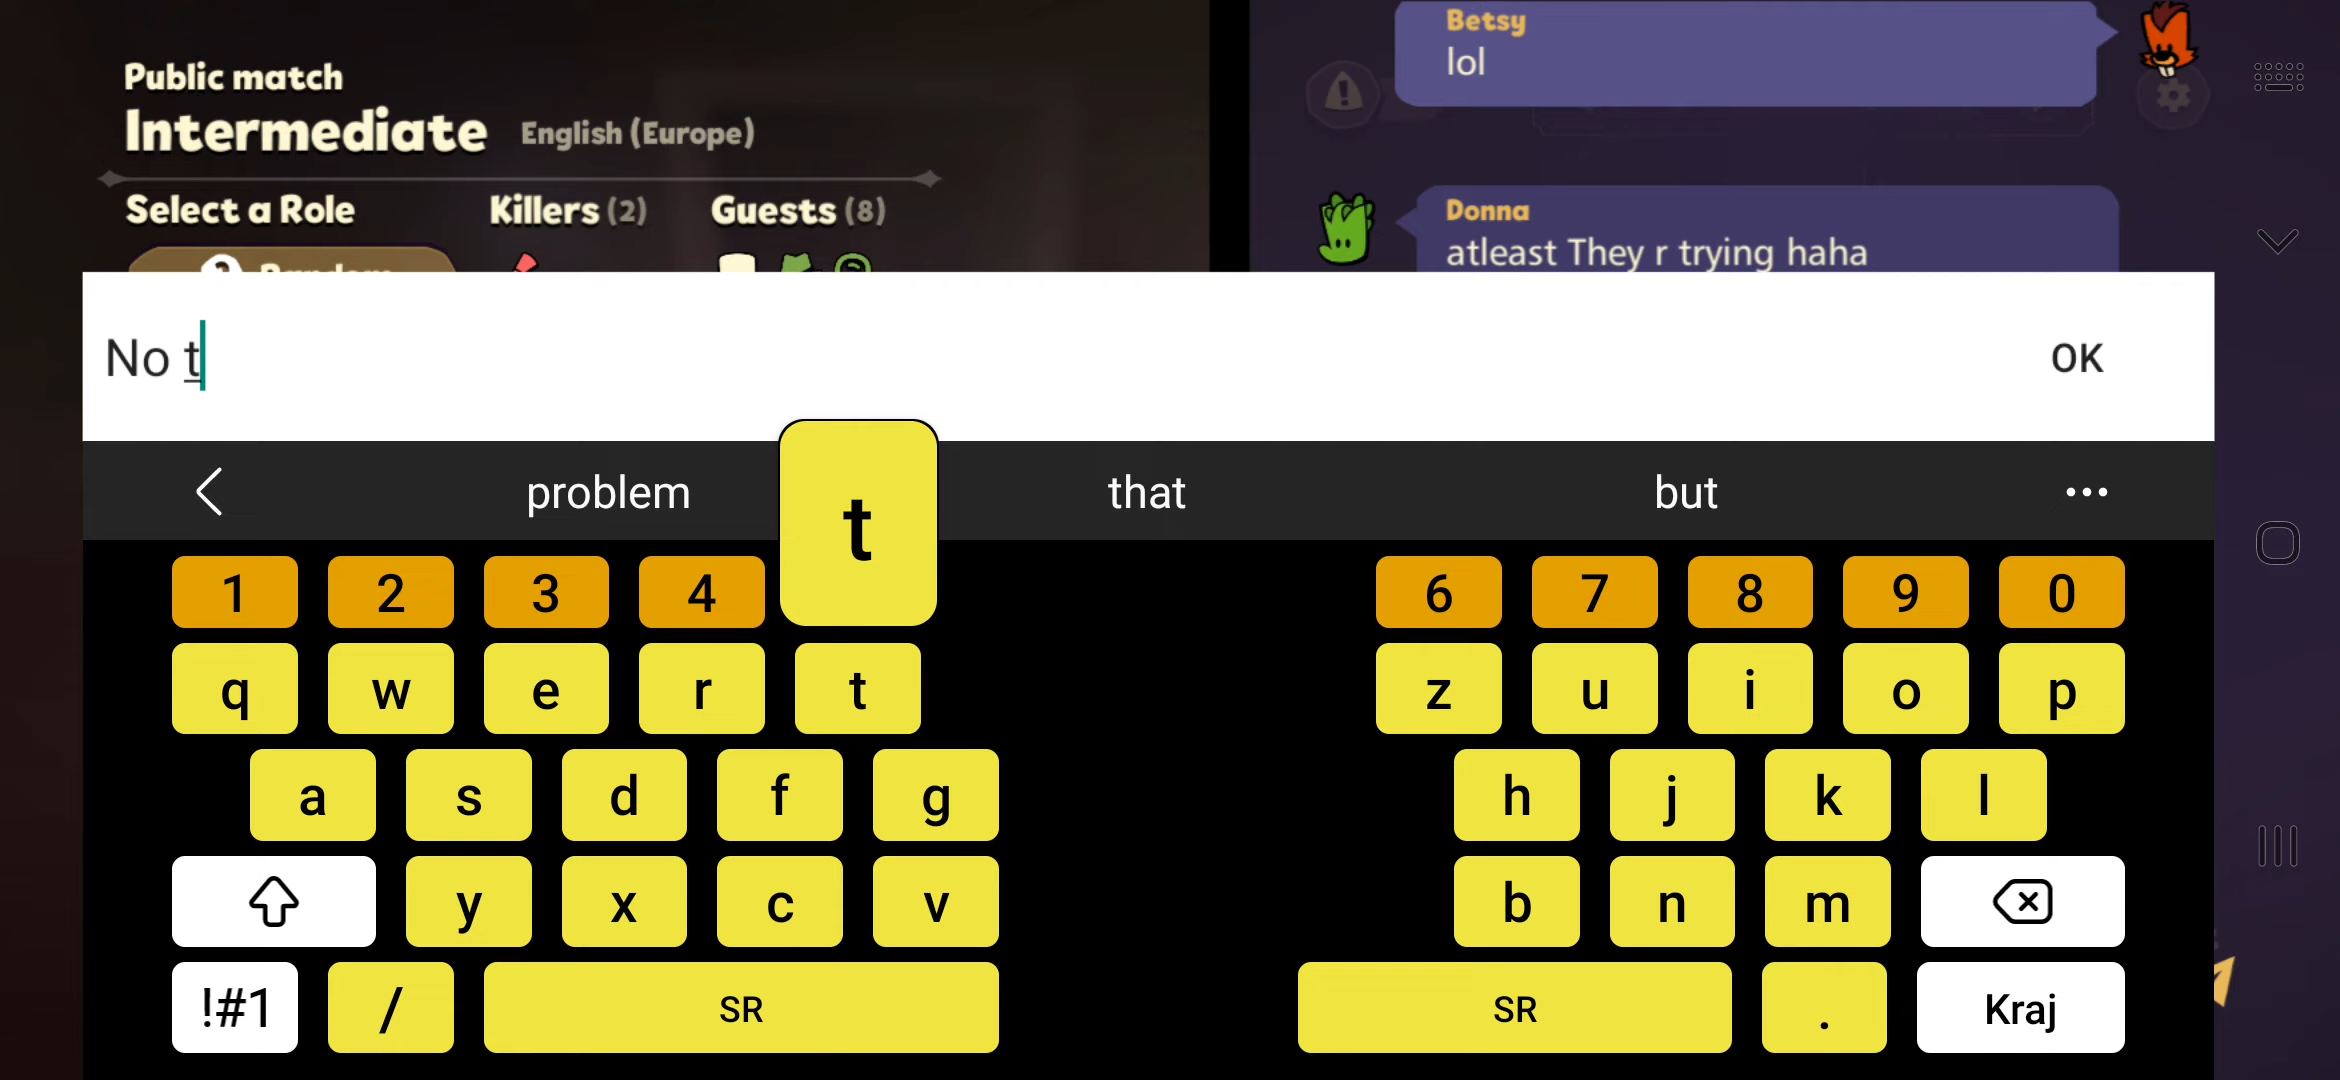 Public match
Intermediate English (Europe)
Select a Role Killers (2) Guests (8)
Random
Betsy
lol
Donna
atleast They r trying haha
No t
OK
problem that but ...
t
1 2 3 4 6 7 8 9 0
q w e r t z u i o p
a s d f g h j k l
y x c v b n m
!#1 / SR SR . Kraj